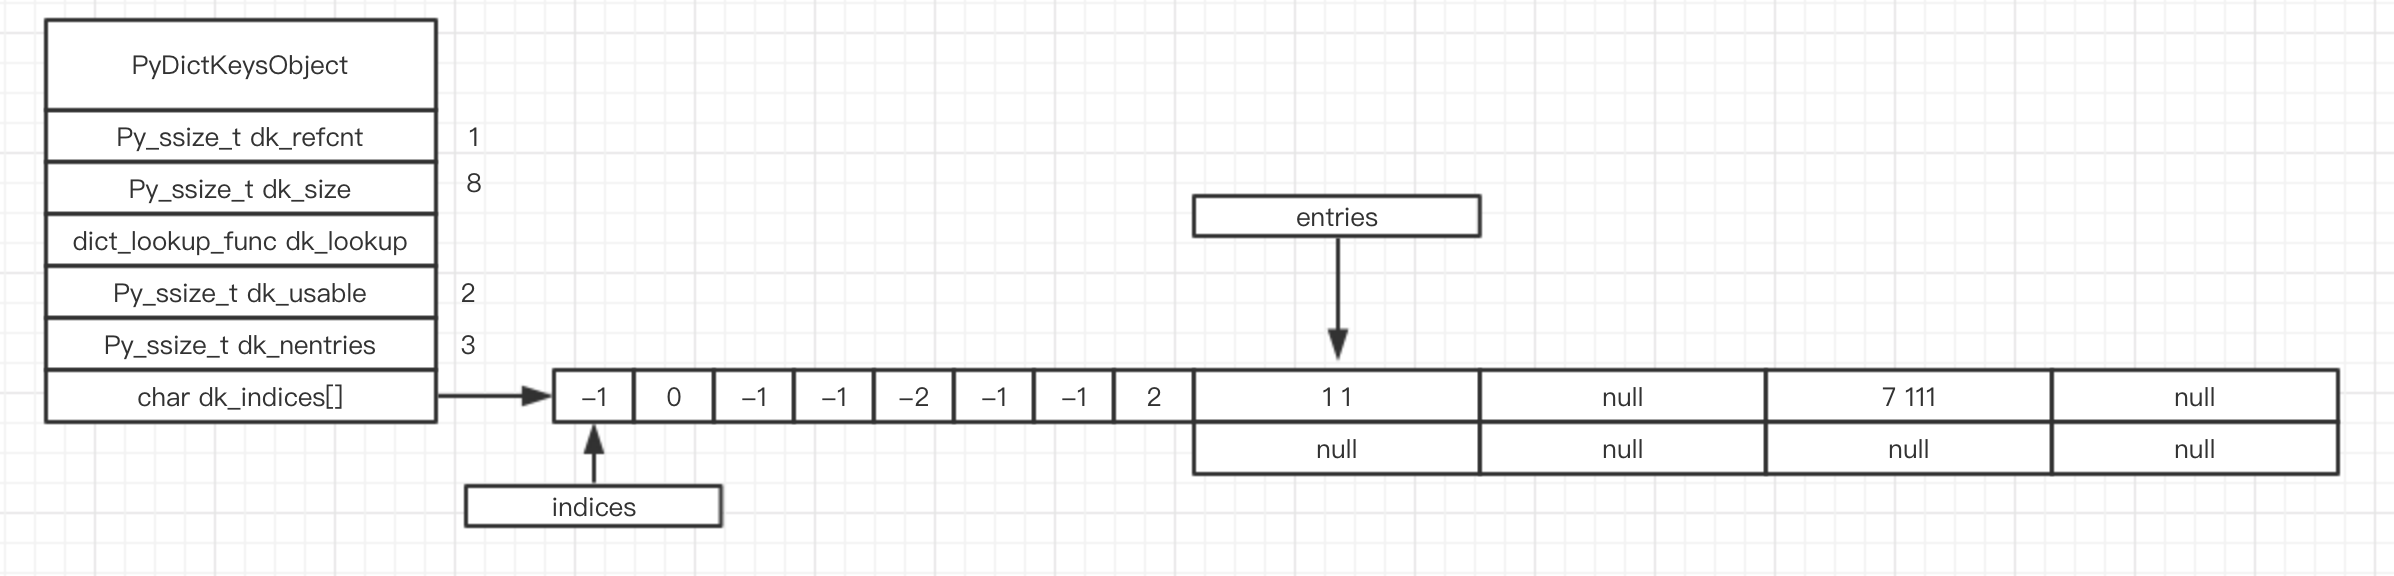 PyDictKeysObject
Py_ssize_t dk_refcnt 1
Py_ssize_t dk_size 8
dict_lookup_func dk_lookup
Py_ssize_t dk_usable 2
Py_ssize_t dk_nentries 3
char dk_indices[]
entries
-1 0 -1 -1 -2 -1 -1 2 1 1 null 7 111 null
null null null null
indices